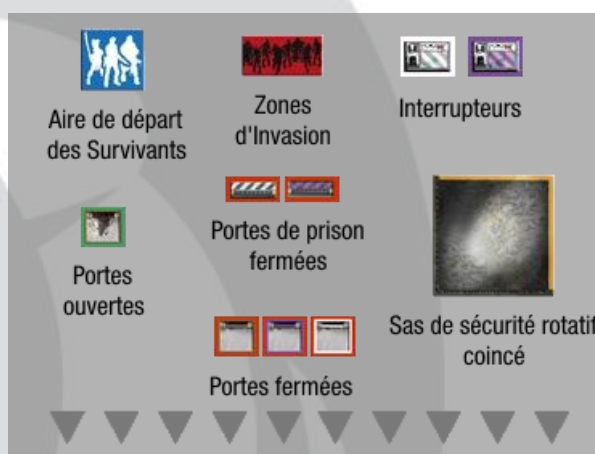 Aire de départ
des Survivants
Zones
d'Invasion
Interrupteurs
Portes de prison
fermées
Portes
ouvertes
Sas de sécurité rotatif
coincé
Portes fermées